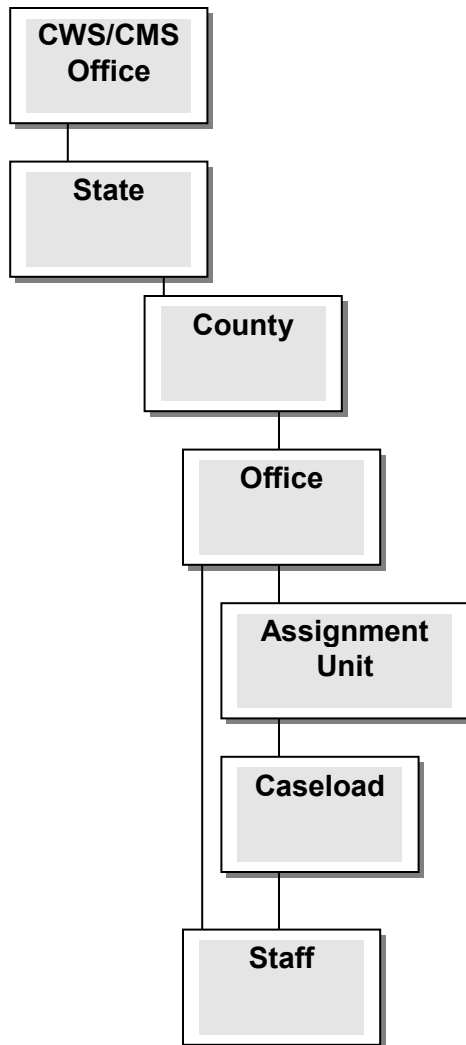 CWS/CMS
Office
State
County
Office
Assignment
Unit
Caseload
Staff